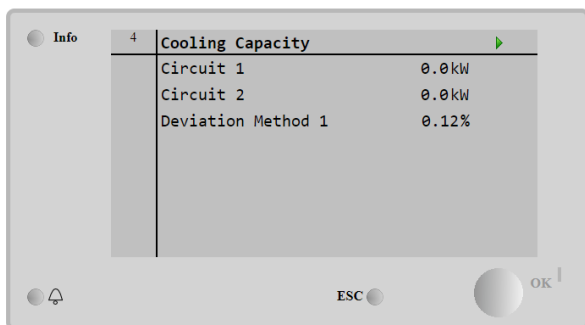 Info
4 Cooling Capacity
Circuit 1 0.0kW
Circuit 2 0.0kW
Deviation Method 1 0.12%
ESC
OK